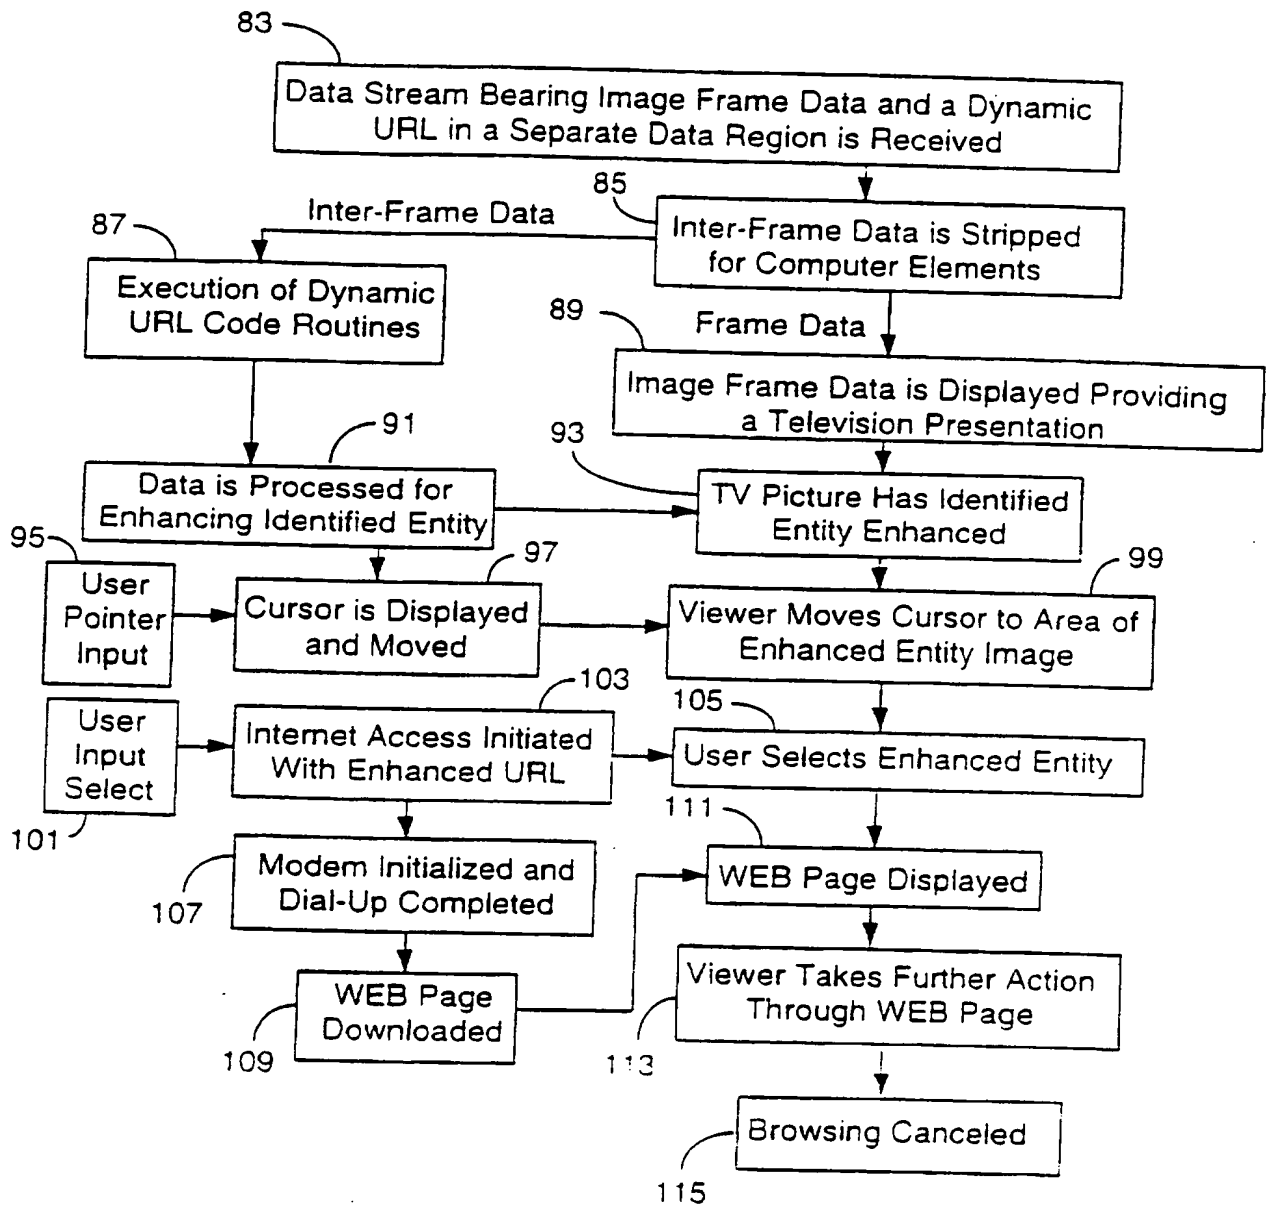 83
Data Stream Bearing Image Frame Data and a Dynamic
URL in a Separate Data Region is Received
85
Inter-Frame Data
87
Inter-Frame Data is Stripped
for Computer Elements
Execution of Dynamic
URL Code Routines
Frame Data
89
Image Frame Data is Displayed Providing
a Television Presentation
91
93
Data is Processed for
Enhancing Identified Entity
TV Picture Has Identified
Entity Enhanced
95
97
99
User
Pointer
Input
Cursor is Displayed
and Moved
Viewer Moves Cursor to Area of
Enhanced Entity Image
103
105
User
Input
Select
101
Internet Access Initiated
With Enhanced URL
User Selects Enhanced Entity
111
Modem Initialized and
Dial-Up Completed
107
WEB Page Displayed
WEB Page
Downloaded
109
Viewer Takes Further Action
Through WEB Page
113
Browsing Canceled
115